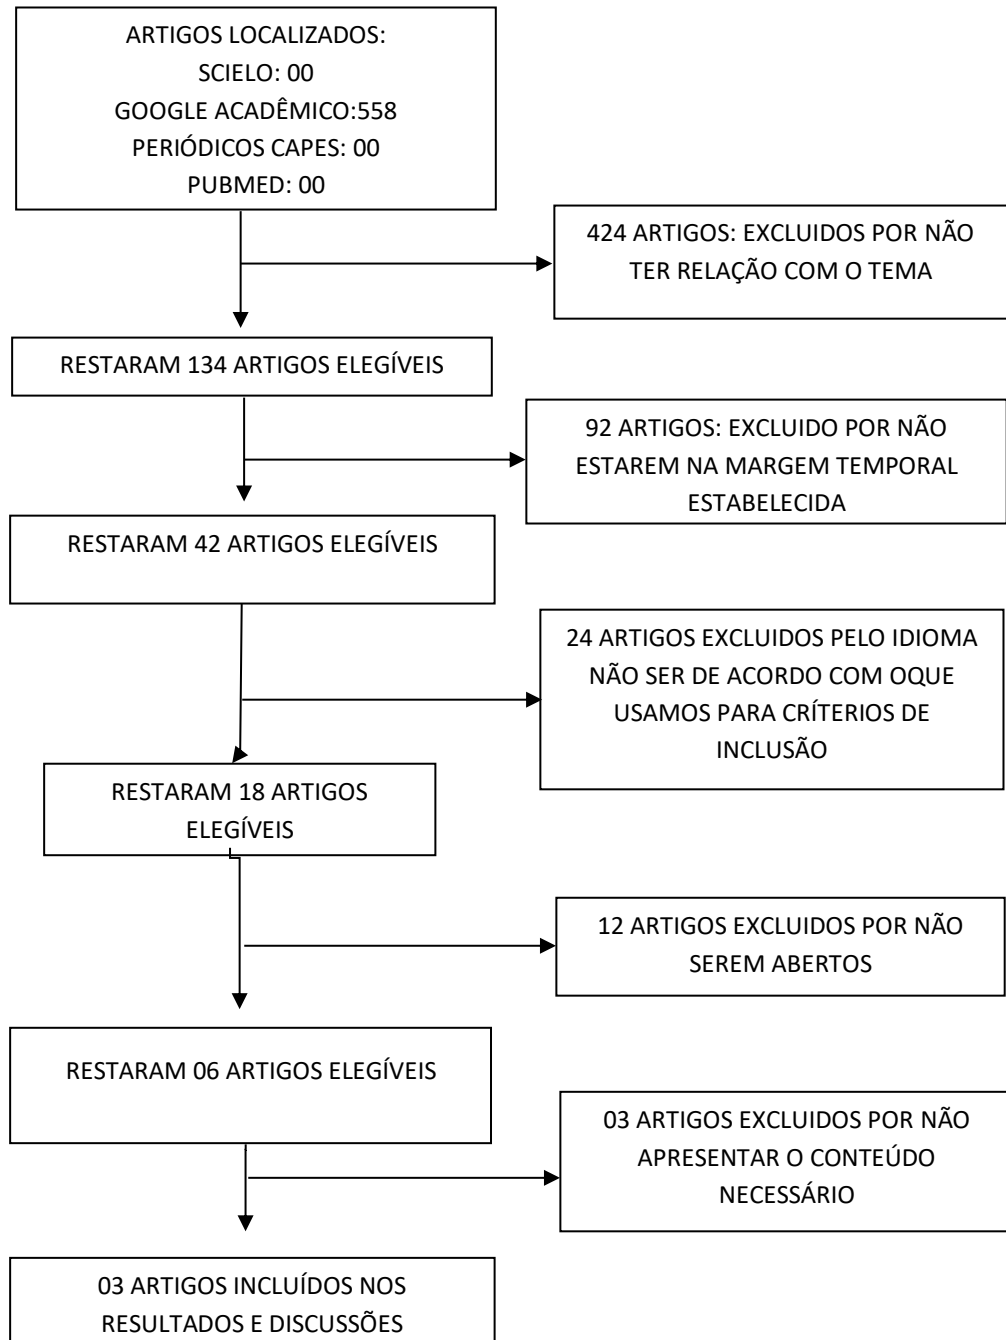 ARTIGOS LOCALIZADOS:
SCIELO: 00
GOOGLE ACADÊMICO:558
PERIÓDICOS CAPES: 00
PUBMED: 00
424 ARTIGOS: EXCLUIDOS POR NÃO
TER RELAÇÃO COM O TEMA
RESTARAM 134 ARTIGOS ELEGÍVEIS
92 ARTIGOS: EXCLUIDO POR NÃO
ESTAREM NA MARGEM TEMPORAL
ESTABELECIDA
RESTARAM 42 ARTIGOS ELEGÍVEIS
24 ARTIGOS EXCLUIDOS PELO IDIOMA
NÃO SER DE ACORDO COM OQUE
USAMOS PARA CRÍTERIOS DE
INCLUSÃO
RESTARAM 18 ARTIGOS
ELEGÍVEIS
12 ARTIGOS EXCLUIDOS POR NÃO
SEREM ABERTOS
RESTARAM 06 ARTIGOS ELEGÍVEIS
03 ARTIGOS EXCLUIDOS POR NÃO
APRESENTAR O CONTEÚDO
NECESSÁRIO
03 ARTIGOS INCLUÍDOS NOS
RESULTADOS E DISCUSSÕES